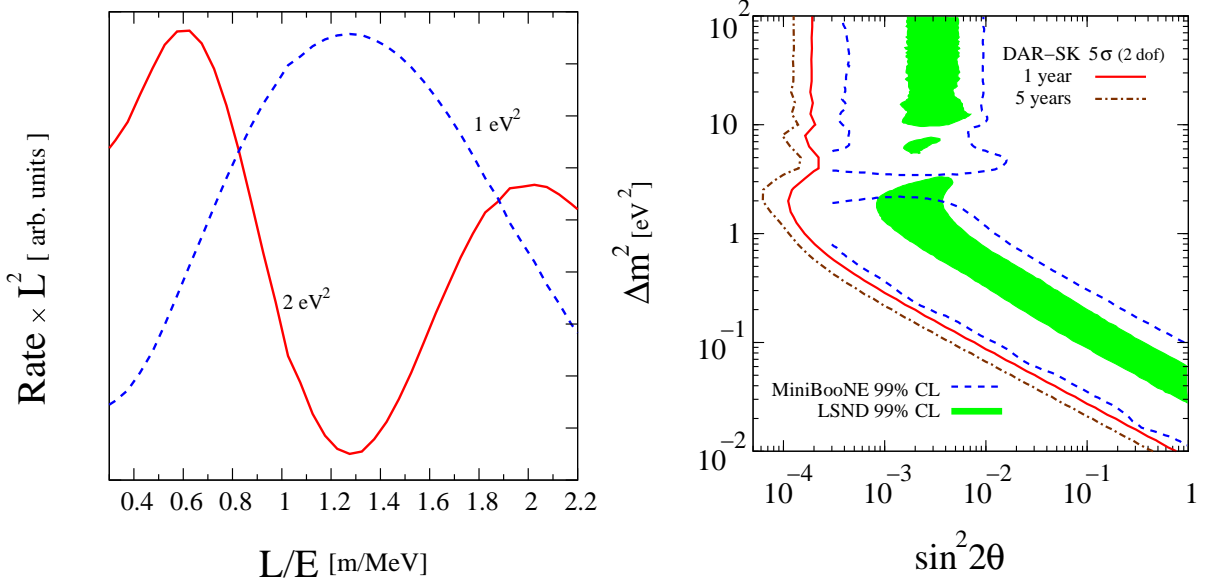 Rate × L² [ arb. units ]
1 eV²
2 eV²
0.4 0.6 0.8 1 1.2 1.4 1.6 1.8 2 2.2
L/E [m/MeV]
10²
10
1
10⁻¹
10⁻²
Δm² [eV²]
DAR−SK 5σ (2 dof)
1 year
5 years
MiniBooNE 99% CL
LSND 99% CL
10⁻⁴ 10⁻³ 10⁻² 10⁻¹ 1
sin²2θ